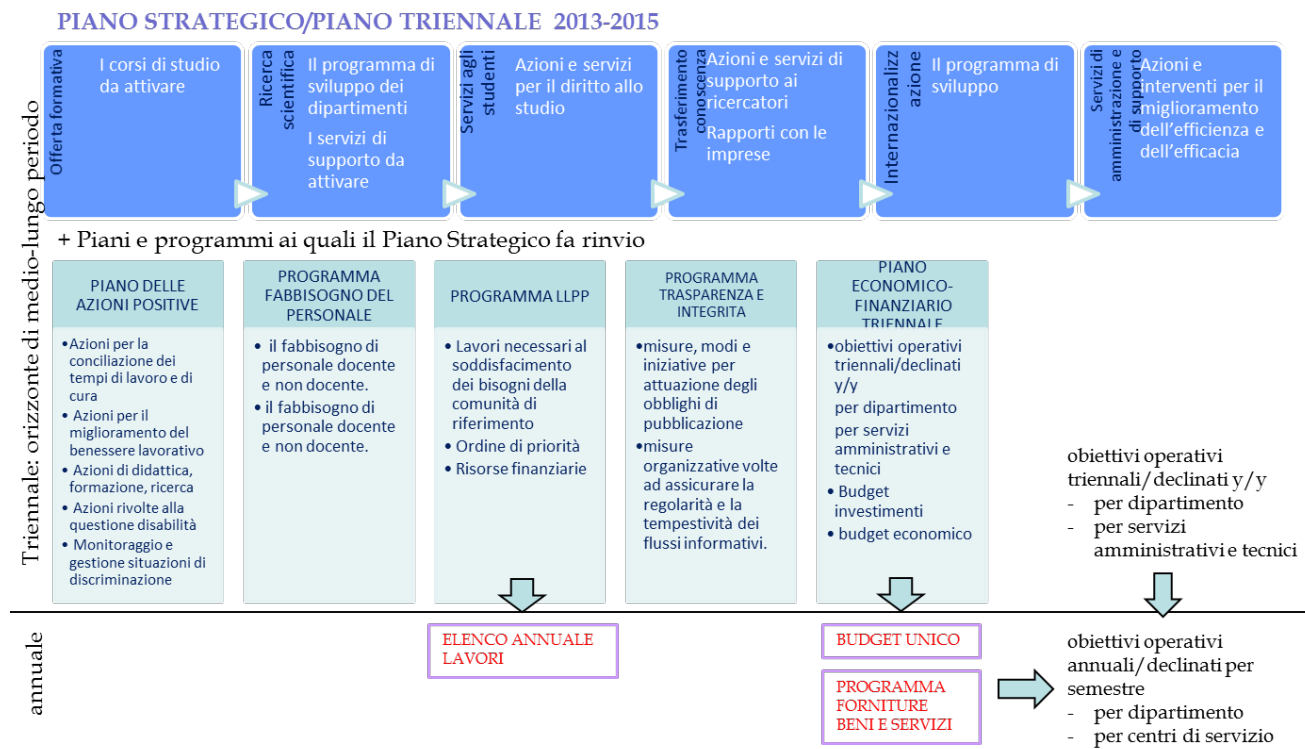 PIANO STRATEGICO/PIANO TRIENNALE 2013-2015
Offerta formativa
I corsi di studio
da attivare
Ricerca
scientifica
Il programma di
sviluppo dei
dipartimenti
I servizi di
supporto da
attivare
Servizi agli
studenti
Azioni e servizi
per il diritto allo
studio
Trasferimento
conoscenza
Azioni e servizi di
supporto ai
ricercatori
Rapporti con le
imprese
Internazionalizz
azione
Il programma di
sviluppo
Servizi di
amministrazione e
di supporto
Azioni e
interventi per il
miglioramento
dell'efficienza e
dell'efficacia
Triennale: orizzonte di medio-lungo periodo
+ Piani e programmi ai quali il Piano Strategico fa rinvio
PIANO DELLE
AZIONI POSITIVE
•Azioni per la
conciliazione dei
tempi di lavoro e di
cura
• Azioni per il
miglioramento del
benessere lavorativo
• Azioni di didattica,
formazione, ricerca
• Azioni rivolte alla
questione disabilità
• Monitoraggio e
gestione situazioni di
discriminazione
PROGRAMMA
FABBISOGNO DEL
PERSONALE
• il fabbisogno di
personale docente
e non docente.
• il fabbisogno di
personale docente
e non docente.
PROGRAMMA LLPP
• Lavori necessari al
soddisfacimento
dei bisogni della
comunità di
riferimento
• Ordine di priorità
• Risorse finanziarie
PROGRAMMA
TRASPARENZA E
INTEGRITA
•misure, modi e
iniziative per
attuazione degli
obblighi di
pubblicazione
•misure
organizzative volte
ad assicurare la
regolarità e la
tempestività dei
flussi informativi.
PIANO
ECONOMICO-
FINANZIARIO
TRIENNALE
•obiettivi operativi
triennali/declinati
y/y
per dipartimento
per servizi
amministrativi e
tecnici
• Budget
investimenti
• budget economico
obiettivi operativi
triennali/declinati y/y
- per dipartimento
- per servizi
amministrativi e tecnici
annuale
ELENCO ANNUALE
LAVORI
BUDGET UNICO
PROGRAMMA
FORNITURE
BENI E SERVIZI
obiettivi operativi
annuali/declinati per
semestre
- per dipartimento
- per centri di servizio